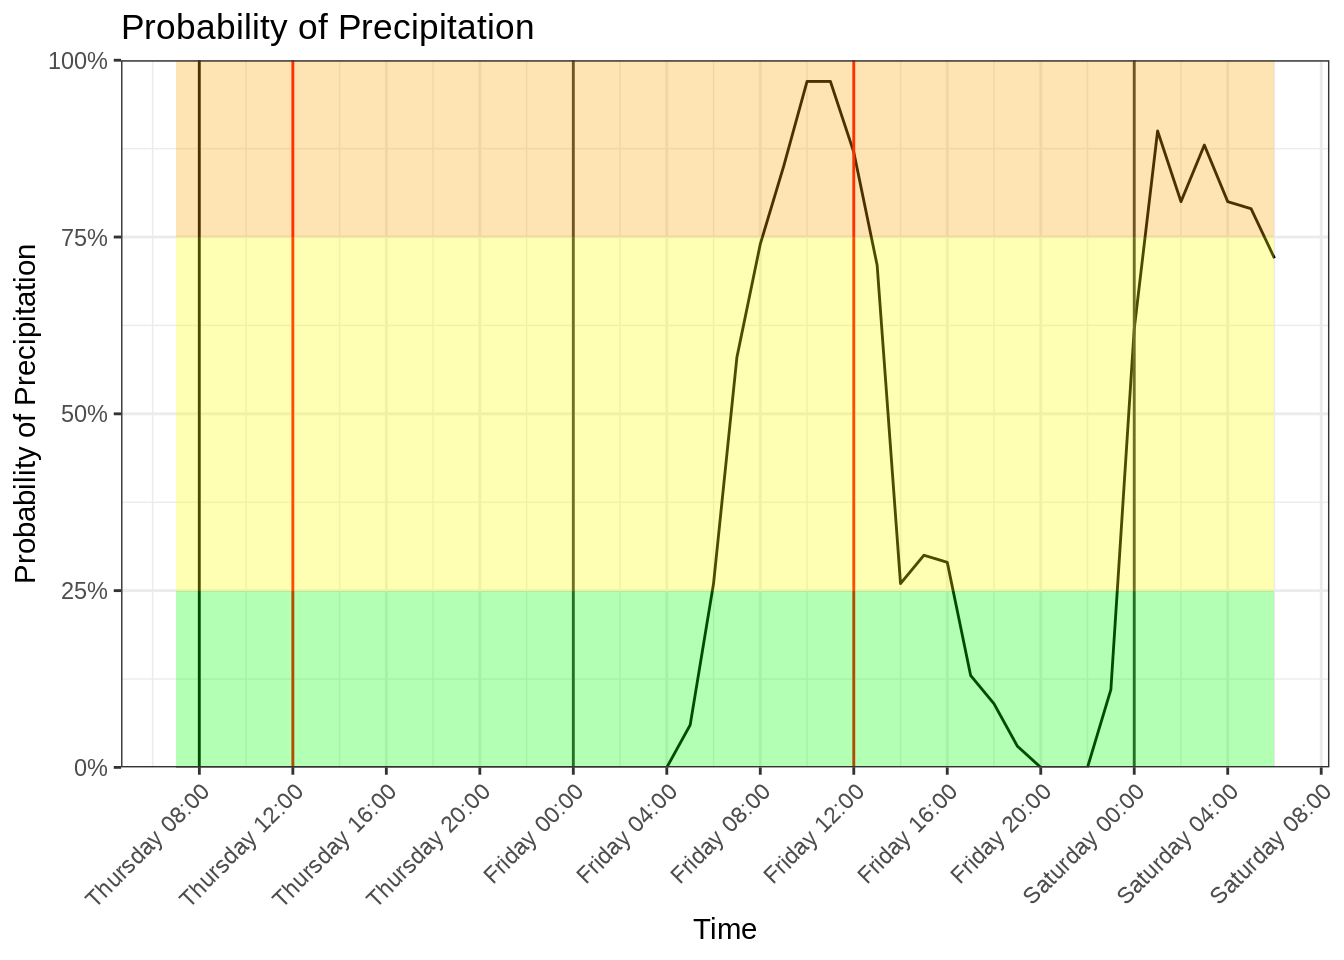 Probability of Precipitation
Probability of Precipitation
100%
75%
50%
25%
0%
Thursday 08:00
Thursday 12:00
Thursday 16:00
Thursday 20:00
Friday 00:00
Friday 04:00
Friday 08:00
Friday 12:00
Friday 16:00
Friday 20:00
Saturday 00:00
Saturday 04:00
Saturday 08:00
Time